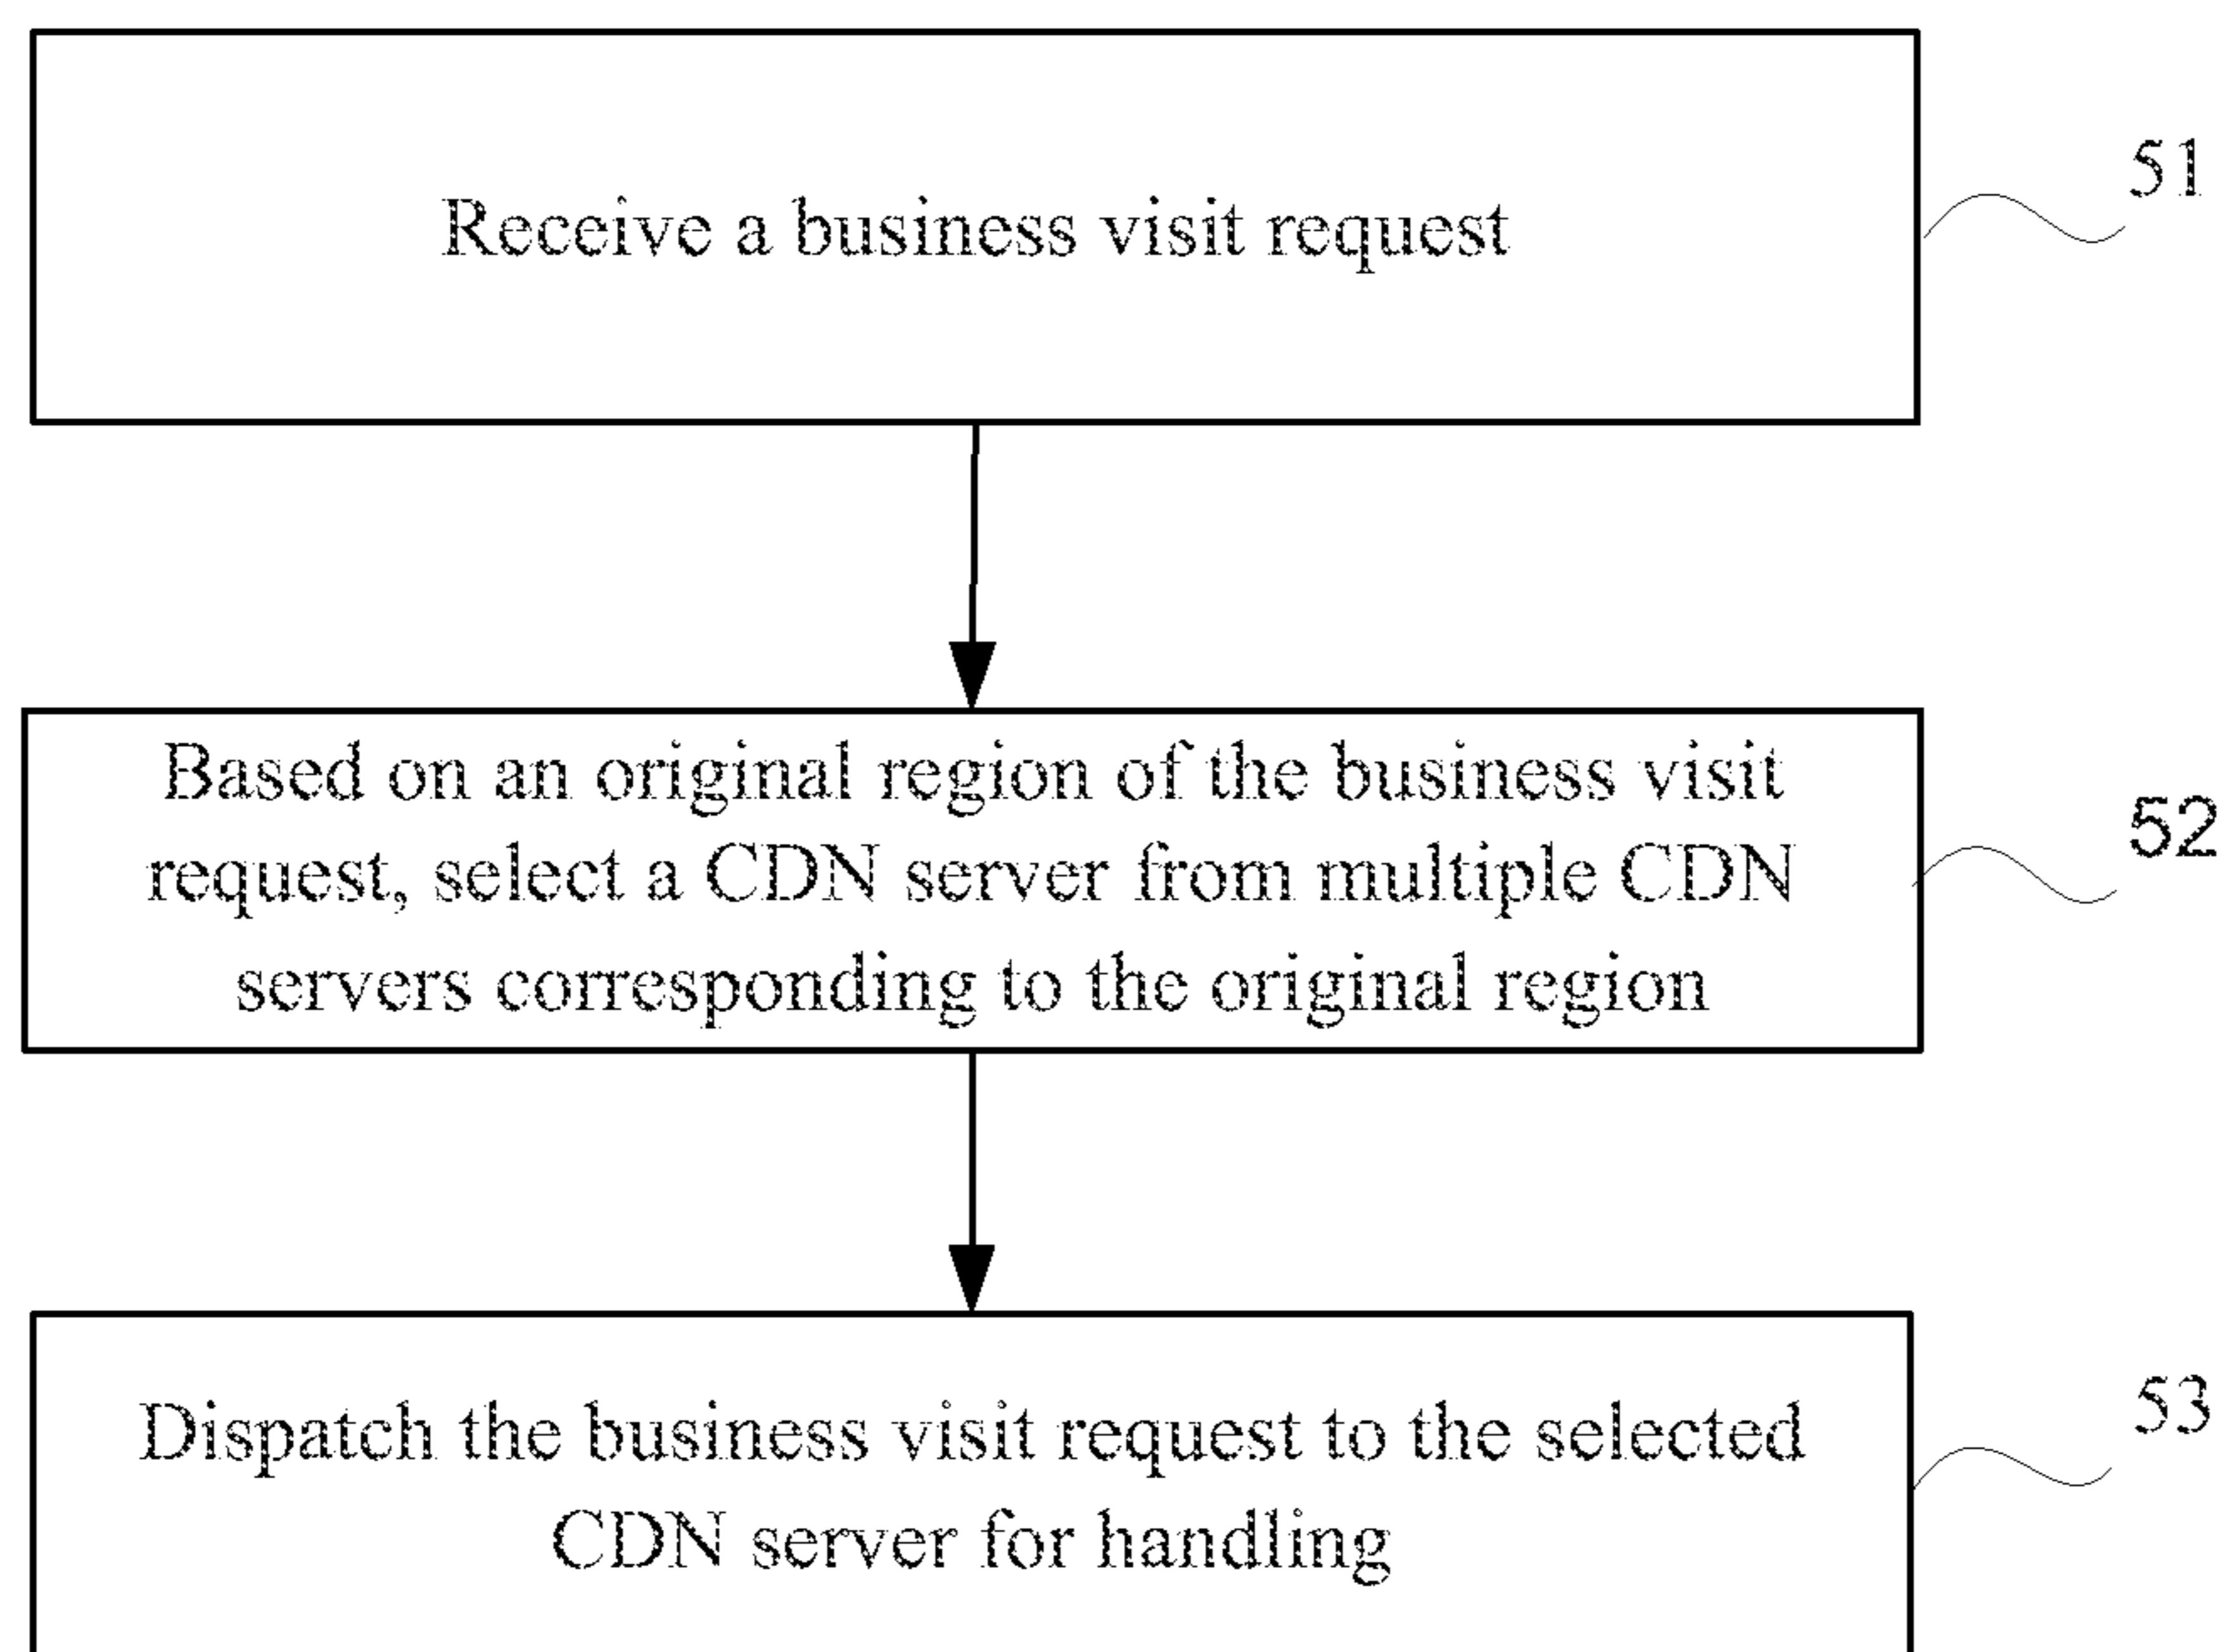 Receive a business visit request
51
Based on an original region of the business visit
request, select a CDN server from multiple CDN
servers corresponding to the original region
52
Dispatch the business visit request to the selected
CDN server for handling
53